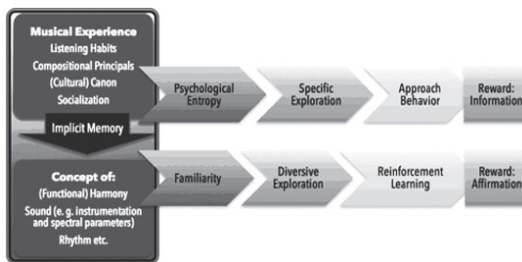 Musical Experience
Listening Habits
Compositional Principals
(Cultural) Canon
Socialization
Implicit Memory
Concept of:
(Functional) Harmony
Sound (e. g. instrumentation
and spectral parameters)
Rhythm etc.
Psychological
Entropy
Specific
Exploration
Approach
Behavior
Reward:
Information
Familiarity
Diversive
Exploration
Reinforcement
Learning
Reward:
Affirmation